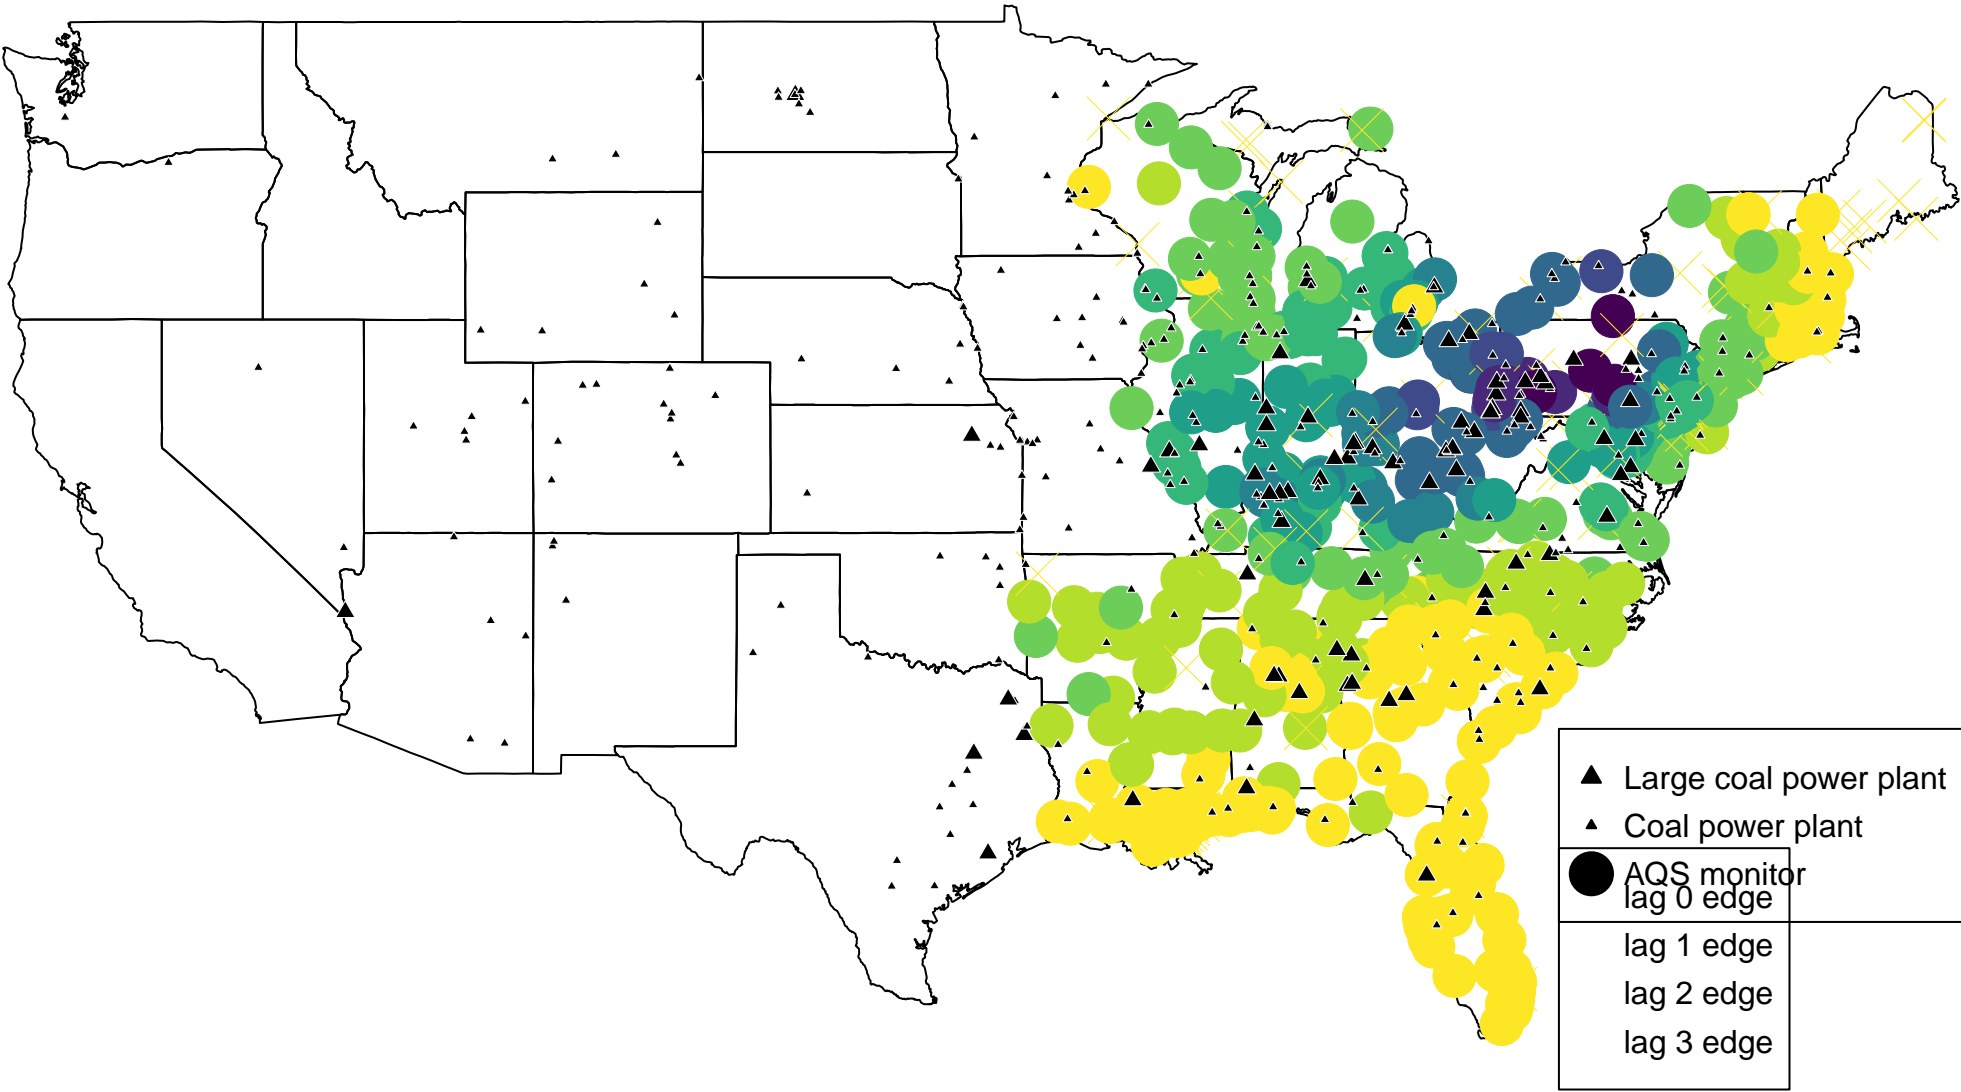 Large coal power plant
Coal power plant
AQS monitor
lag 0 edge
lag 1 edge
lag 2 edge
lag 3 edge